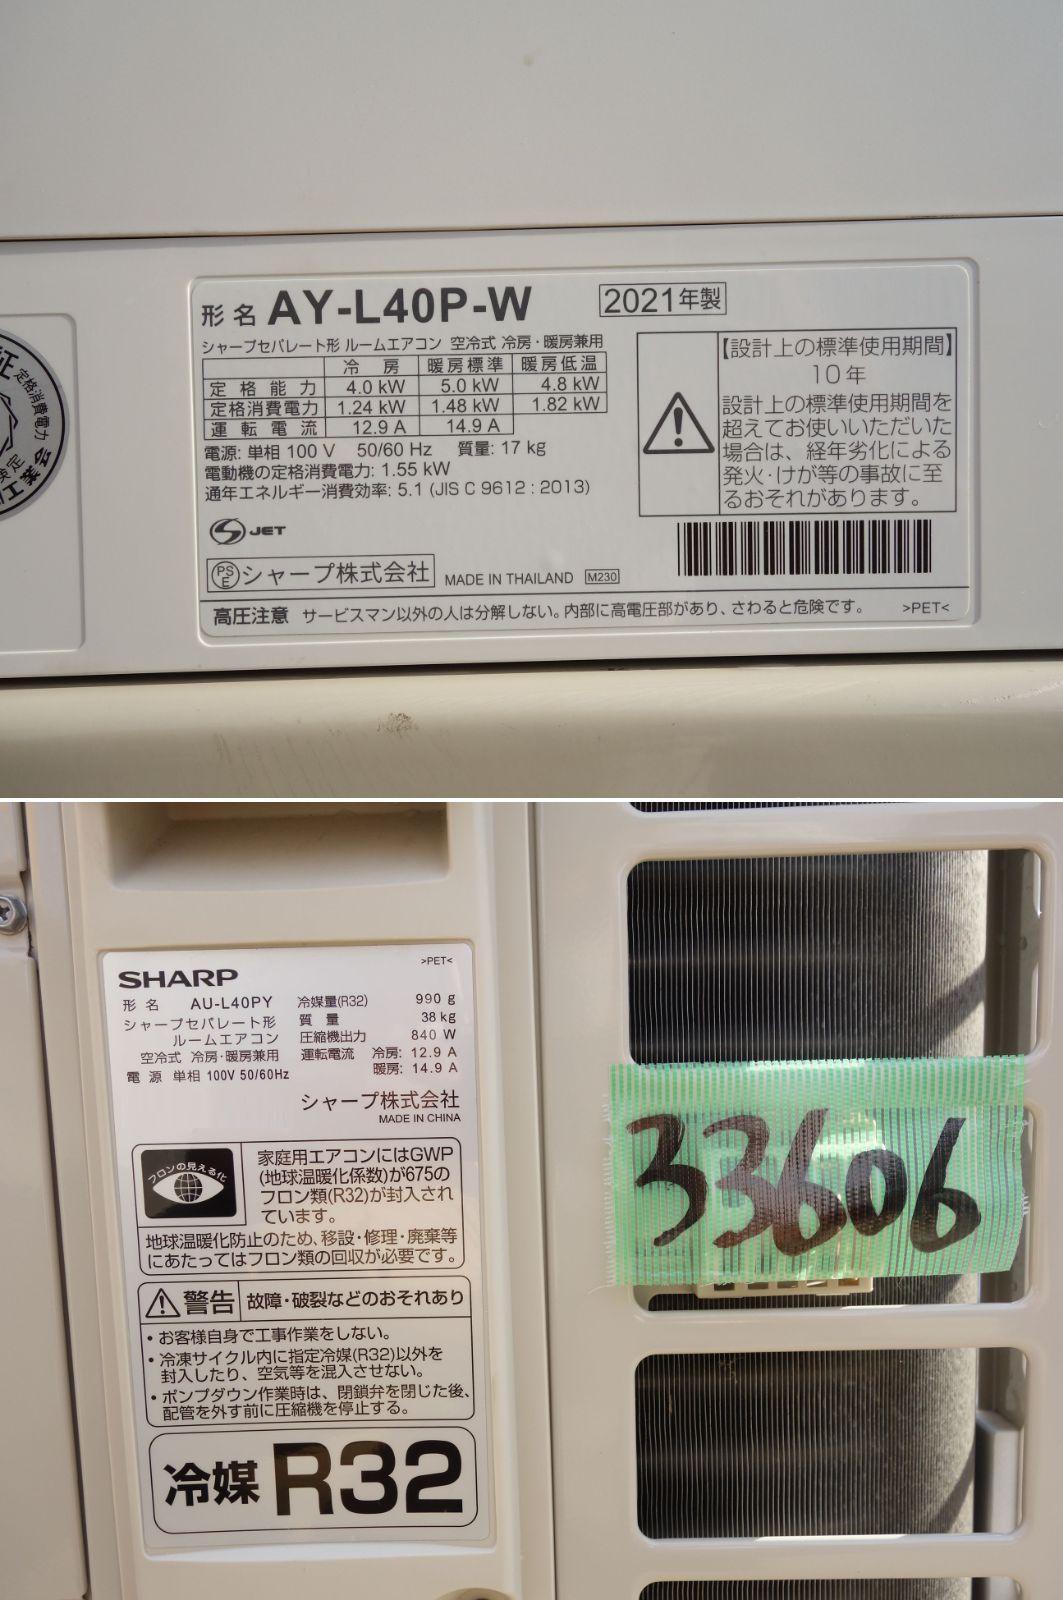 証
定格消費電力
検定
工業会
形名 AY-L40P-W 2021年製
シャープセパレート形 ルームエアコン 空冷式 冷房・暖房兼用
冷房 暖房標準 暖房低温
定格能力 4.0 kW 5.0 kW 4.8 kW
定格消費電力 1.24 kW 1.48 kW 1.82 kW
運転電流 12.9 A 14.9 A
電源: 単相 100 V 50/60 Hz 質量: 17 kg
電動機の定格消費電力: 1.55 kW
通年エネルギー消費効率: 5.1 (JIS C 9612 : 2013)
JET
PS
E
シャープ株式会社 MADE IN THAILAND M230
【設計上の標準使用期間】
10年
設計上の標準使用期間を
超えてお使いいただいた
場合は、経年劣化による
発火・けが等の事故に至
るおそれがあります。
高圧注意 サービスマン以外の人は分解しない。内部に高電圧部があり、さわると危険です。 >PET<
SHARP >PET<
形名 AU-L40PY
シャープセパレート形
ルームエアコン
空冷式 冷房・暖房兼用
電源 単相 100V 50/60Hz
冷媒量(R32) 990 g
質量 38 kg
圧縮機出力 840 W
運転電流 冷房: 12.9 A
暖房: 14.9 A
シャープ株式会社
MADE IN CHINA
フロンの見える化
家庭用エアコンにはGWP
(地球温暖化係数)が675の
フロン類(R32)が封入され
ています。
地球温暖化防止のため、移設・修理・廃棄等
にあたってはフロン類の回収が必要です。
警告 故障・破裂などのおそれあり
・お客様自身で工事作業をしない。
・冷凍サイクル内に指定冷媒(R32)以外を
封入したり、空気等を混入させない。
・ポンプダウン作業時は、閉鎖弁を閉じた後、
配管を外す前に圧縮機を停止する。
冷媒 R32
33606